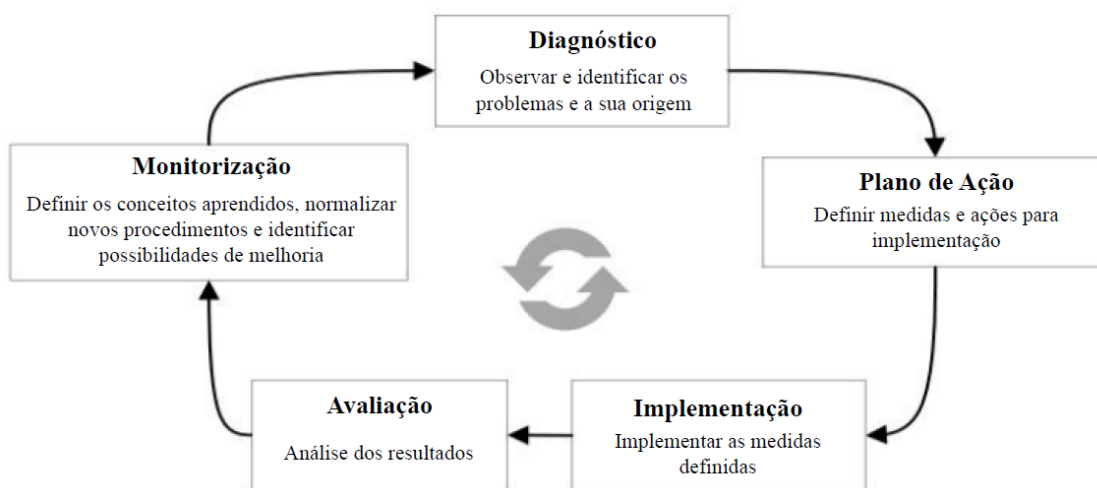 Diagnóstico
Observar e identificar os
problemas e a sua origem
Monitorização
Definir os conceitos aprendidos, normalizar
novos procedimentos e identificar
possibilidades de melhoria
Plano de Ação
Definir medidas e ações para
implementação
Avaliação
Análise dos resultados
Implementação
Implementar as medidas
definidas